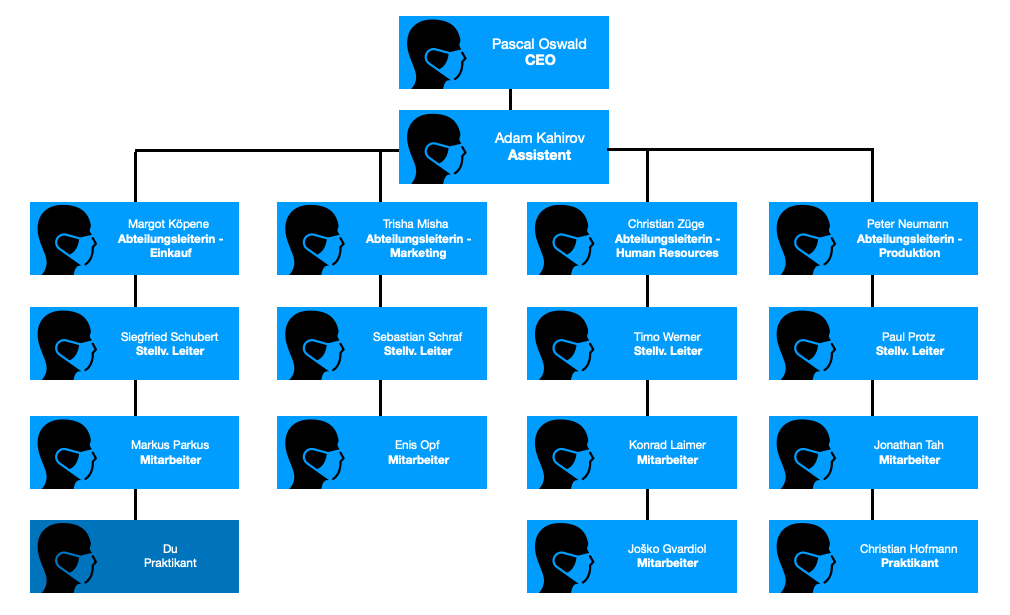 Pascal Oswald
CEO
Adam Kahirov
Assistent
Margot Köpene
Abteilungsleiterin -
Einkauf
Trisha Misha
Abteilungsleiterin -
Marketing
Christian Züge
Abteilungsleiterin -
Human Resources
Peter Neumann
Abteilungsleiterin -
Produktion
Siegfried Schubert
Stellv. Leiter
Sebastian Schraf
Stellv. Leiter
Timo Werner
Stellv. Leiter
Paul Protz
Stellv. Leiter
Markus Parkus
Mitarbeiter
Enis Opf
Mitarbeiter
Konrad Laimer
Mitarbeiter
Jonathan Tah
Mitarbeiter
Du
Praktikant
Joško Gvardiol
Mitarbeiter
Christian Hofmann
Praktikant